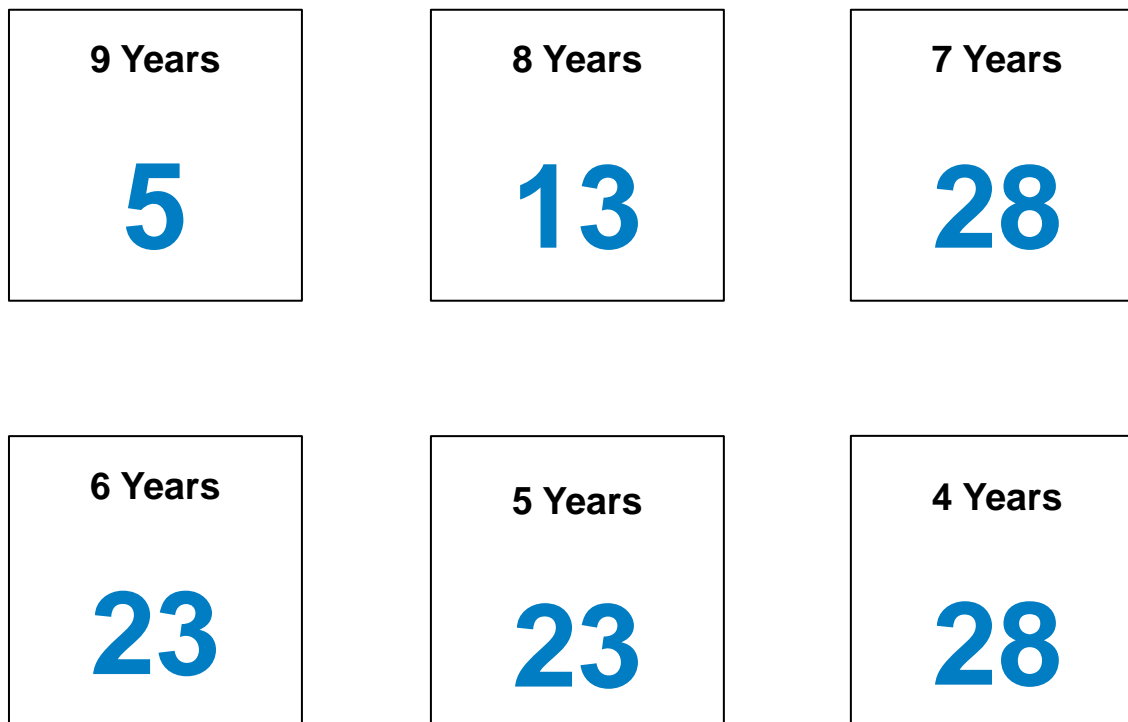 9 Years
5
8 Years
13
7 Years
28
6 Years
23
5 Years
23
4 Years
28